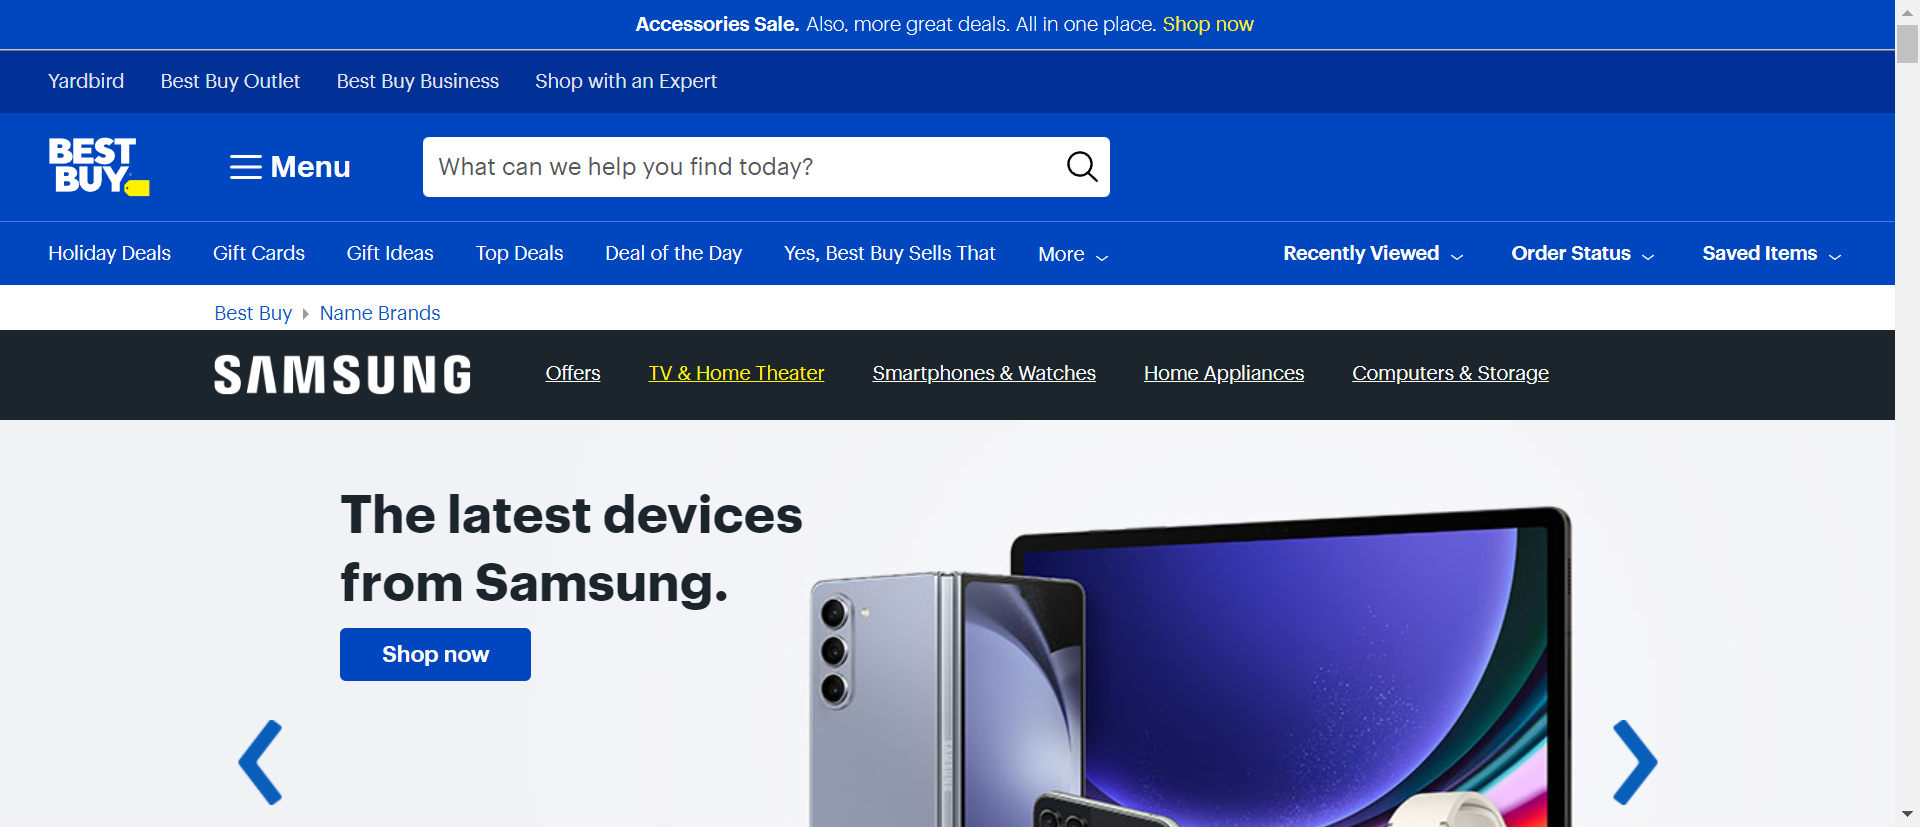 Accessories Sale. Also, more great deals. All in one place. Shop now
Yardbird Best Buy Outlet Best Buy Business Shop with an Expert
BEST BUY
Menu
What can we help you find today?
Holiday Deals Gift Cards Gift Ideas Top Deals Deal of the Day Yes, Best Buy Sells That More Recently Viewed Order Status Saved Items
Best Buy Name Brands
SAMSUNG Offers TV & Home Theater Smartphones & Watches Home Appliances Computers & Storage
The latest devices
from Samsung.
Shop now
SAMSUNG